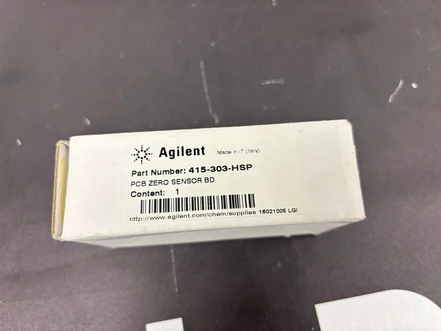 Agilent Made in IT (Italy)
Part Number: 415-303-HSP
PCB ZERO SENSOR BD
Content: 1
http://www.agilent.com/chem/supplies 16021005 LGI